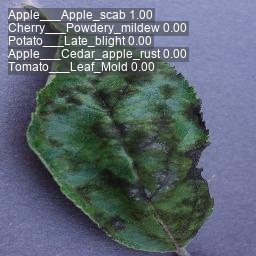 Apple___Apple_scab 1.00
Cherry___Powdery_mildew 0.00
Potato___Late_blight 0.00
Apple___Cedar_apple_rust 0.00
Tomato___Leaf_Mold 0.00